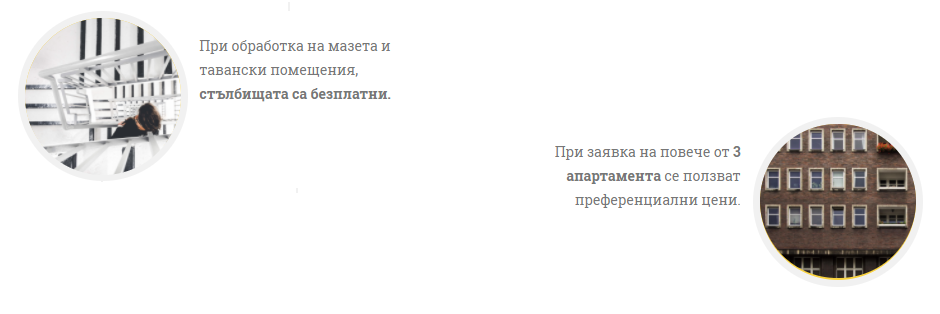 При обработка на мазета и
тавански помещения,
стълбищата са безплатни.
При заявка на повече от 3
апартамента се ползват
преференциални цени.